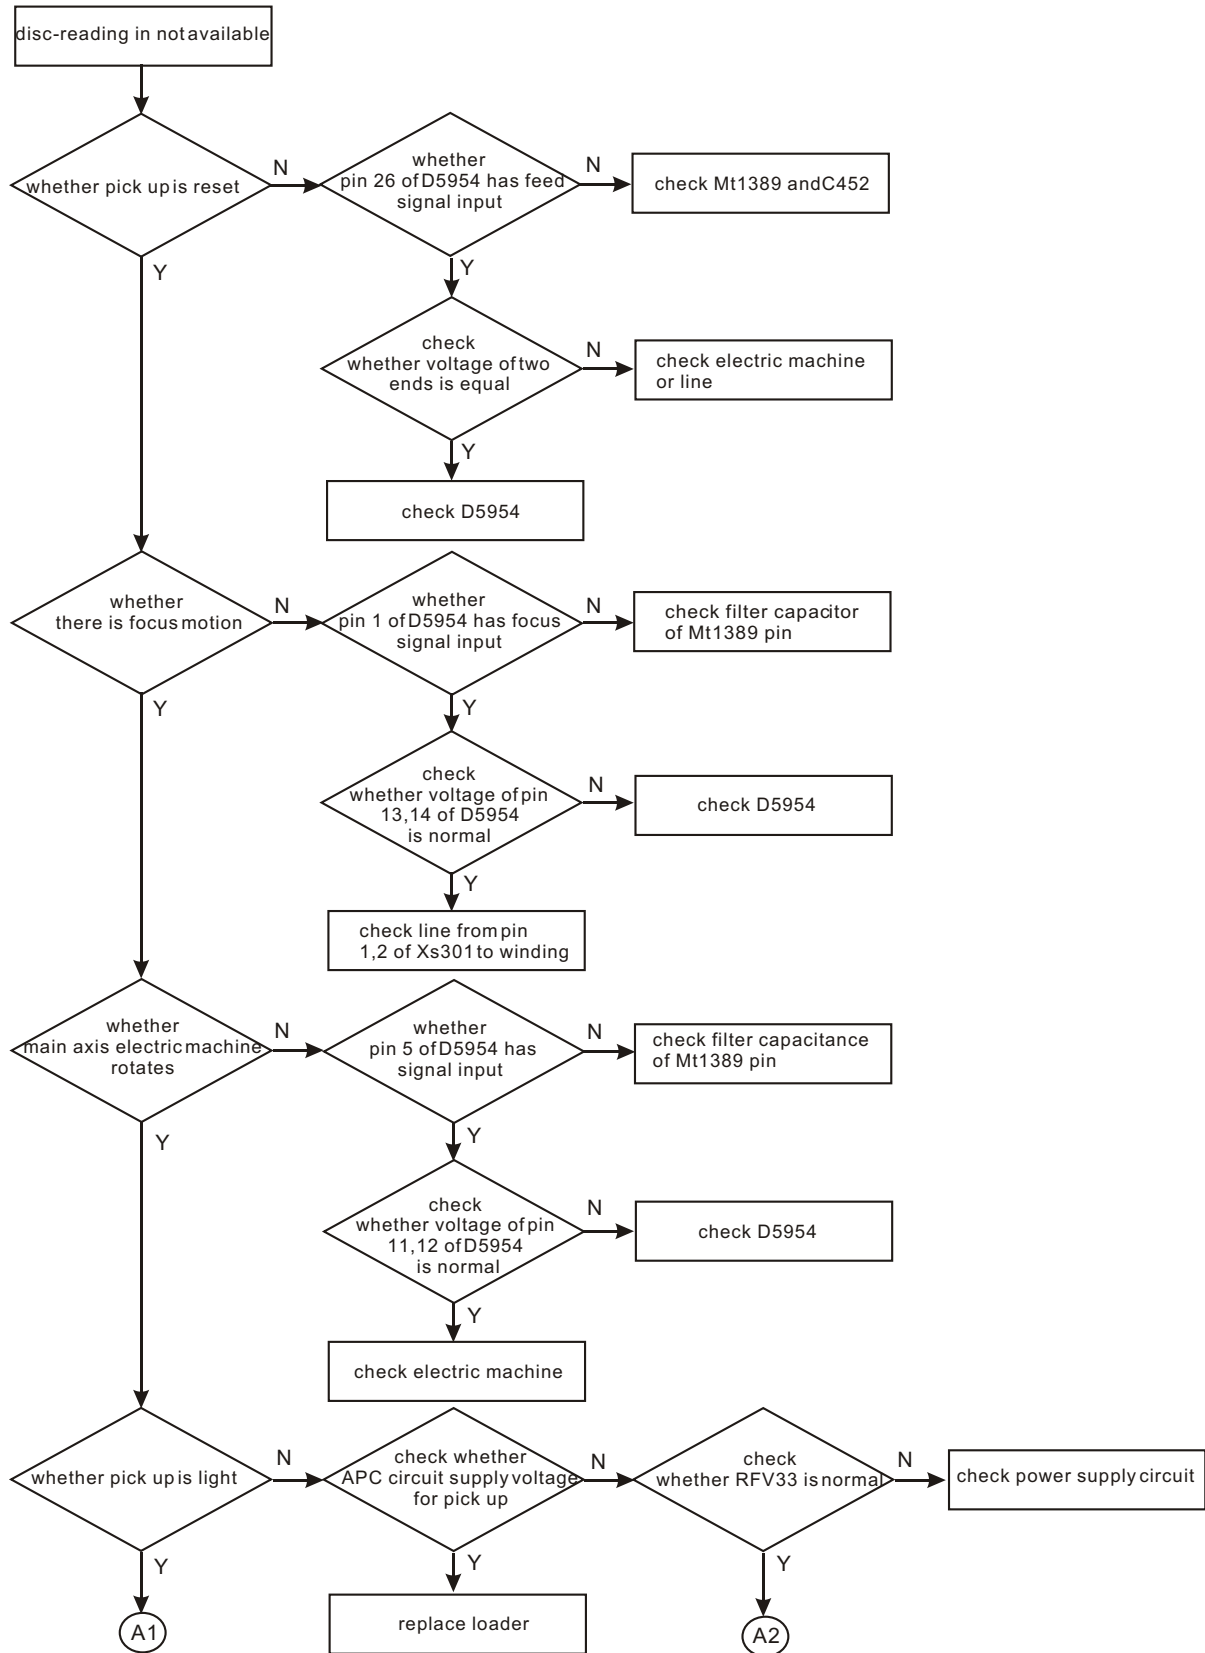 disc-reading in not available
whether pick up is reset
N
whether
pin 26 of D5954 has feed
signal input
N
check Mt1389 andC452
Y
Y
check
whether voltage of two
ends is equal
N
check electric machine
or line
Y
check D5954
whether
there is focus motion
N
whether
pin 1 of D5954 has focus
signal input
N
check filter capacitor
of Mt1389 pin
Y
Y
check
whether voltage of pin
13,14 of D5954
is normal
N
check D5954
Y
check line from pin
1,2 of Xs301 to winding
whether
main axis electric machine
rotates
N
whether
pin 5 of D5954 has
signal input
N
check filter capacitance
of Mt1389 pin
Y
Y
check
whether voltage of pin
11,12 of D5954
is normal
N
check D5954
Y
check electric machine
whether pick up is light
N
check whether
APC circuit supply voltage
for pick up
N
check
whether RFV33 is normal
N
check power supply circuit
Y
Y
Y
A1
replace loader
A2